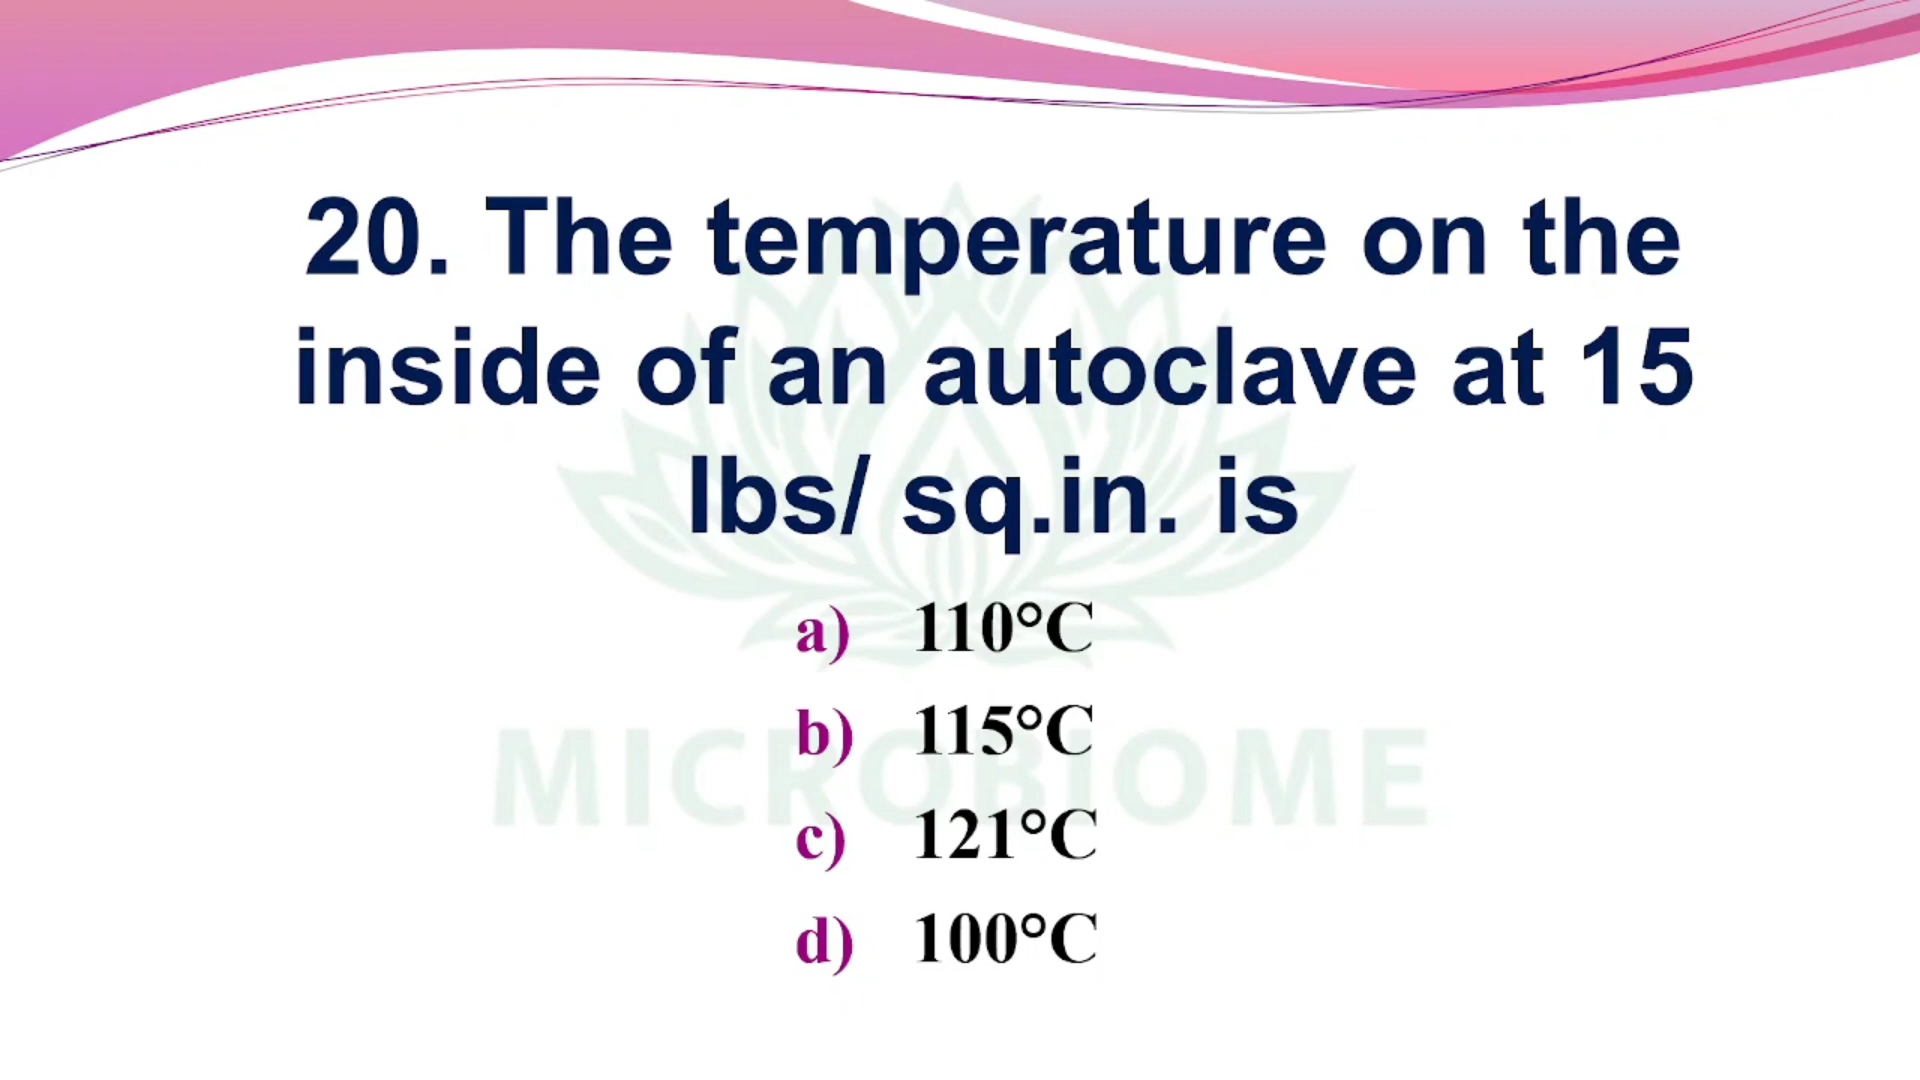 20. The temperature on the
inside of an autoclave at 15
lbs/ sq.in. is
a) 110°C
b) 115°C
c) 121°C
d) 100°C
MICROBIOME